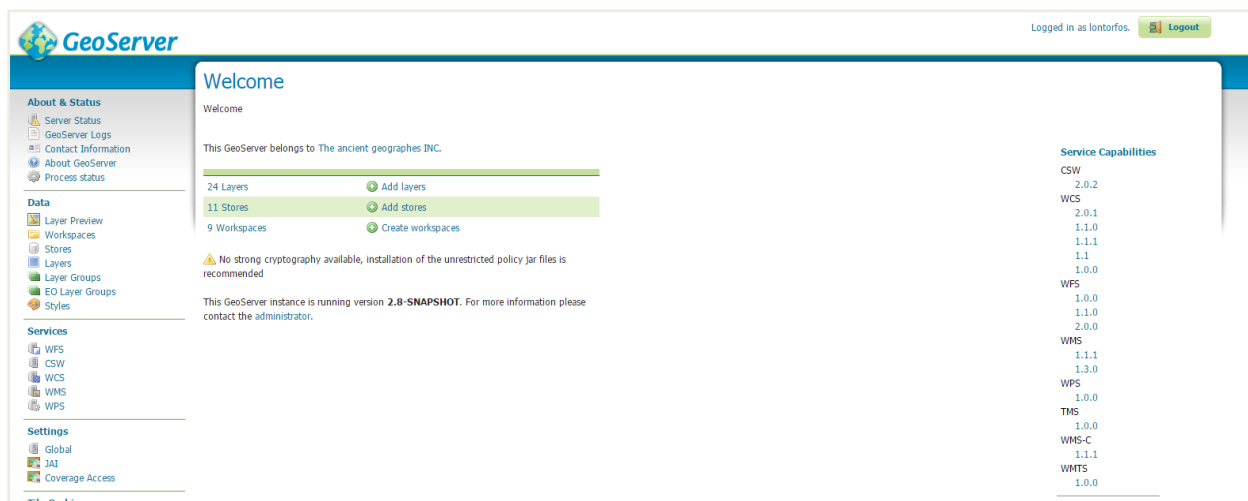 GeoServer
Logged in as lontorfos.
Logout
About & Status
Server Status
GeoServer Logs
Contact Information
About GeoServer
Process status
Data
Layer Preview
Workspaces
Stores
Layers
Layer Groups
EO Layer Groups
Styles
Services
WFS
CSW
WCS
WMS
WPS
Settings
Global
JAI
Coverage Access
Welcome
Welcome
This GeoServer belongs to The ancient geographes INC.
24 Layers Add layers
11 Stores Add stores
9 Workspaces Create workspaces
No strong cryptography available, installation of the unrestricted policy jar files is
recommended
This GeoServer instance is running version 2.8-SNAPSHOT. For more information please
contact the administrator.
Service Capabilities
CSW
2.0.2
WCS
2.0.1
1.1.0
1.1.1
1.1
1.0.0
WFS
1.0.0
1.1.0
2.0.0
WMS
1.1.1
1.3.0
WPS
1.0.0
TMS
1.0.0
WMS-C
1.1.1
WMTS
1.0.0